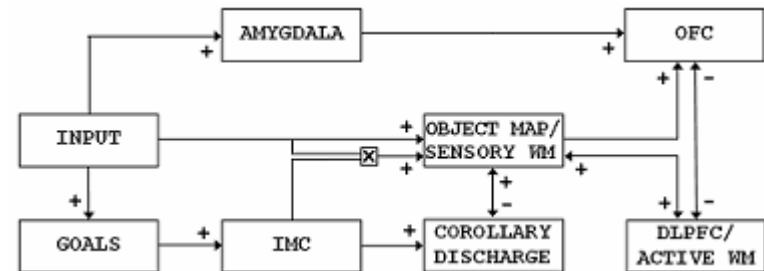 AMYGDALA
OFC
+
+
+
-
INPUT
+
OBJECT MAP/
SENSORY WM
X
+
+
+
+
-
+
-
GOALS
+
IMC
+
COROLLARY
DISCHARGE
DLPFC/
ACTIVE WM